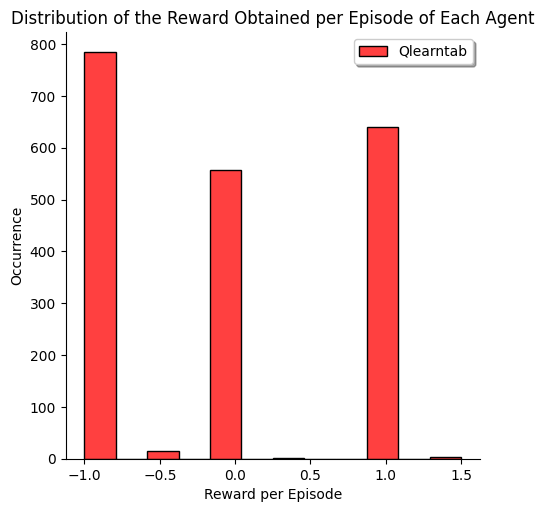 Distribution of the Reward Obtained per Episode of Each Agent
Qlearntab
800
700
600
500
400
300
200
100
0
Occurrence
−1.0 −0.5 0.0 0.5 1.0 1.5
Reward per Episode